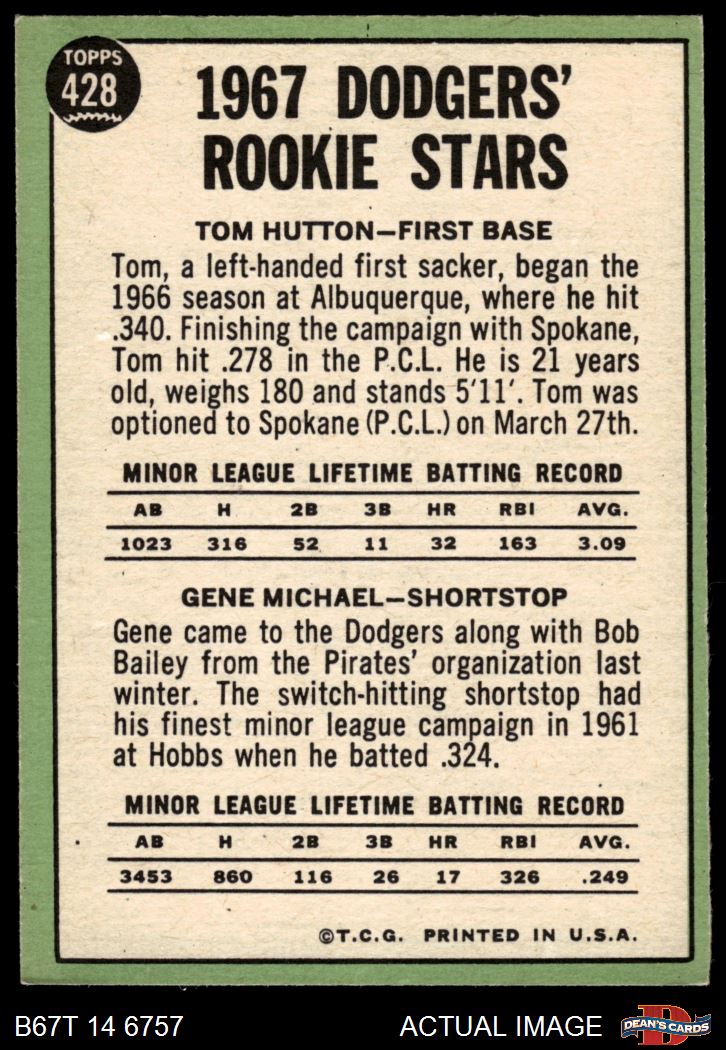 TOPPS
428
1967 DODGERS'
ROOKIE STARS
TOM HUTTON—FIRST BASE
Tom, a left-handed first sacker, began the
1966 season at Albuquerque, where he hit
.340. Finishing the campaign with Spokane,
Tom hit .278 in the P.C.L. He is 21 years
old, weighs 180 and stands 5'11'. Tom was
optioned to Spokane (P.C.L.) on March 27th.
MINOR LEAGUE LIFETIME BATTING RECORD
AB H 2B 3B HR RBI AVG.
1023 316 52 11 32 163 3.09
GENE MICHAEL—SHORTSTOP
Gene came to the Dodgers along with Bob
Bailey from the Pirates' organization last
winter. The switch-hitting shortstop had
his finest minor league campaign in 1961
at Hobbs when he batted .324.
MINOR LEAGUE LIFETIME BATTING RECORD
AB H 2B 3B HR RBI AVG.
3453 860 116 26 17 326 .249
©T.C.G. PRINTED IN U.S.A.
B67T 14 6757 ACTUAL IMAGE D DEAN'S CARDS